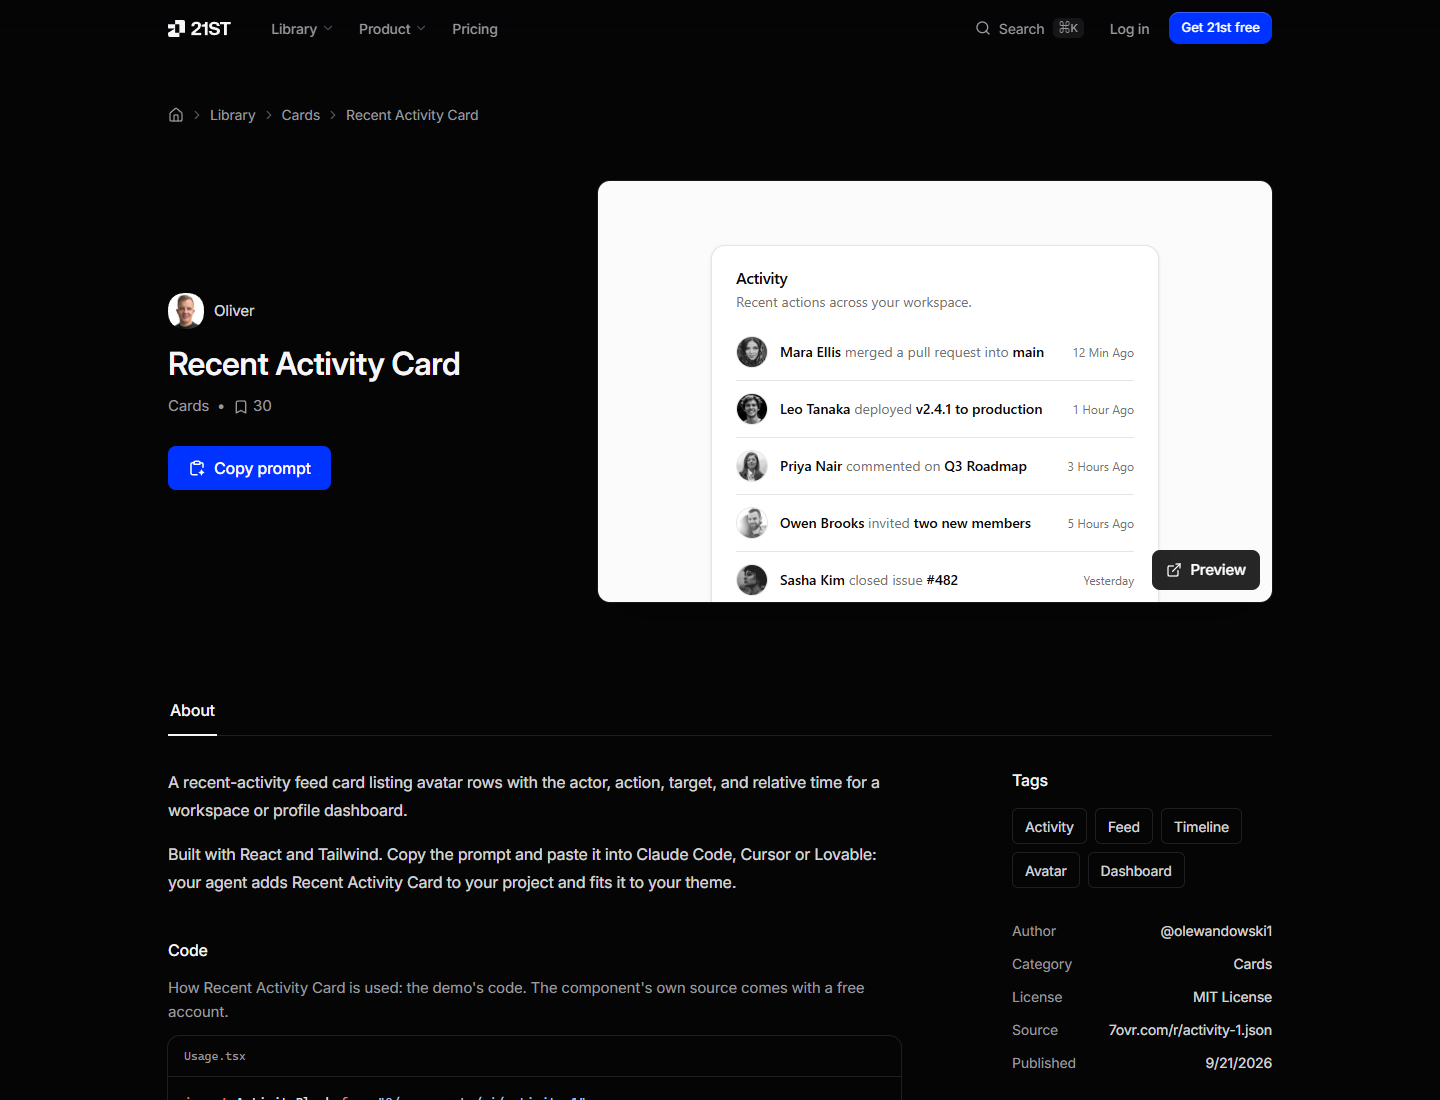 21ST
Library
Product
Pricing
Search ⌘K
Log in
Get 21st free
Library
Cards
Recent Activity Card
Oliver
Recent Activity Card
Cards • 30
Copy prompt
Activity
Recent actions across your workspace.
Mara Ellis merged a pull request into main 12 Min Ago
Leo Tanaka deployed v2.4.1 to production 1 Hour Ago
Priya Nair commented on Q3 Roadmap 3 Hours Ago
Owen Brooks invited two new members 5 Hours Ago
Sasha Kim closed issue #482 Yesterday
Preview
About
A recent-activity feed card listing avatar rows with the actor, action, target, and relative time for a
workspace or profile dashboard.
Built with React and Tailwind. Copy the prompt and paste it into Claude Code, Cursor or Lovable:
your agent adds Recent Activity Card to your project and fits it to your theme.
Code
How Recent Activity Card is used: the demo's code. The component's own source comes with a free
account.
Usage.tsx
Tags
Activity
Feed
Timeline
Avatar
Dashboard
Author @olewandowski1
Category Cards
License MIT License
Source 7ovr.com/r/activity-1.json
Published 9/21/2026